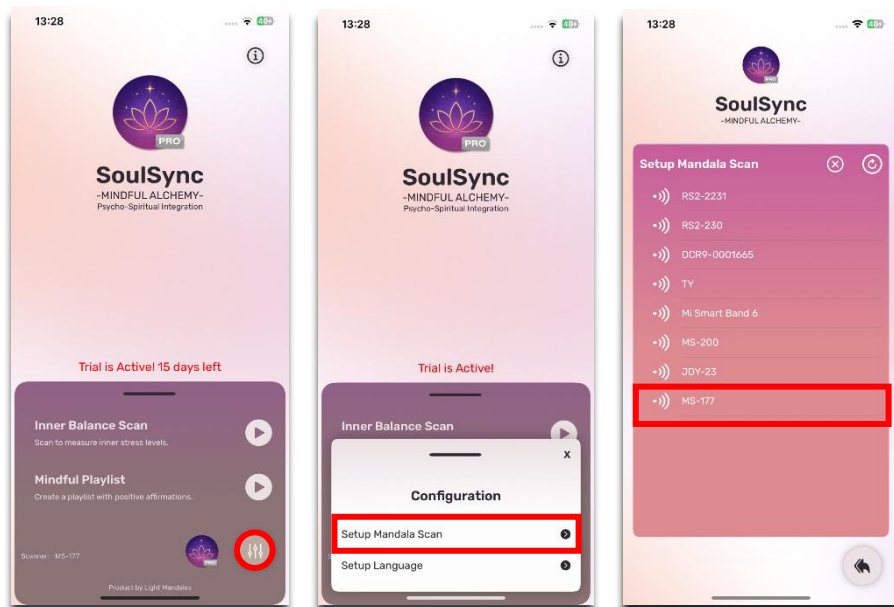 13:28
40+
PRO
SoulSync
-MINDFUL ALCHEMY-
Psycho-Spiritual Integration
Trial is Active! 15 days left
Inner Balance Scan
Scan to measure inner stress levels.
Mindful Playlist
Create a playlist with positive affirmations.
Scanner: MS-177
PRO
Product by Light Mandalas
13:28
40+
PRO
SoulSync
-MINDFUL ALCHEMY-
Psycho-Spiritual Integration
Trial is Active!
Inner Balance Scan
X
Configuration
Setup Mandala Scan
Setup Language
13:28
40+
PRO
SoulSync
-MINDFUL ALCHEMY-
Setup Mandala Scan
RS2-2231
RS2-230
DCR9-0001665
TY
Mi Smart Band 6
MS-200
JDY-23
MS-177